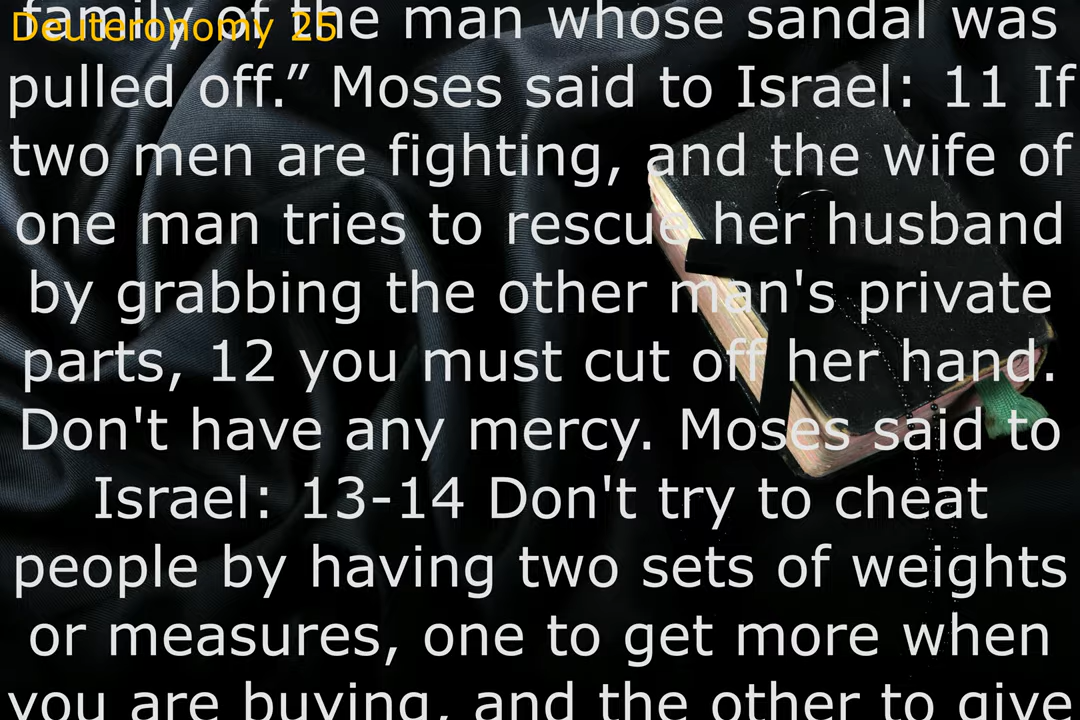 Deuteronomy 25
family of the man whose sandal was
pulled off.” Moses said to Israel: 11 If
two men are fighting, and the wife of
one man tries to rescue her husband
by grabbing the other man's private
parts, 12 you must cut off her hand.
Don't have any mercy. Moses said to
Israel: 13-14 Don't try to cheat
people by having two sets of weights
or measures, one to get more when
you are buying, and the other to give